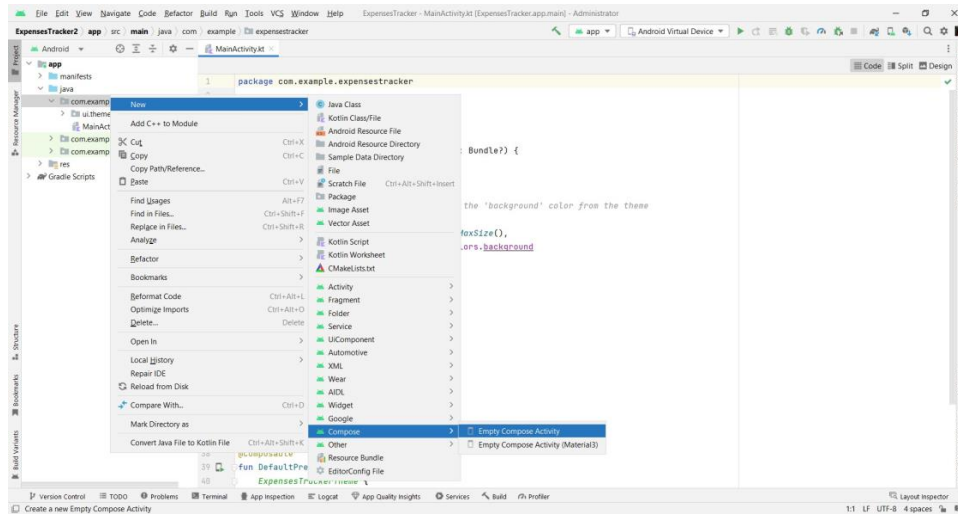 File Edit View Navigate Code Refactor Build Run Tools VCS Window Help ExpensesTracker - MainActivity.kt [ExpensesTracker.app.main] - Administrator
ExpensesTracker2 app src main java com example expensestracker
app Android Virtual Device
Android
MainActivity.kt
Code Split Design
Project
Resource Manager
Structure
Bookmarks
Build Variants
app
manifests
java
com.examp
ui.theme
MainAct
com.examp
com.examp
res
Gradle Scripts
1 package com.example.expensestracker
Bundle?) {
the 'background' color from the theme
MaxSize(),
ors.background
38 @Composable
39 fun DefaultPre
40 ExpensesTrackerTheme {
New
Add C++ to Module
Cut Ctrl+X
Copy Ctrl+C
Copy Path/Reference...
Paste Ctrl+V
Find Usages Alt+F7
Find in Files... Ctrl+Shift+F
Replace in Files... Ctrl+Shift+R
Analyze
Refactor
Bookmarks
Reformat Code Ctrl+Alt+L
Optimize Imports Ctrl+Alt+O
Delete... Delete
Open In
Local History
Repair IDE
Reload from Disk
Compare With... Ctrl+D
Mark Directory as
Convert Java File to Kotlin File Ctrl+Alt+Shift+K
Java Class
Kotlin Class/File
Android Resource File
Android Resource Directory
Sample Data Directory
File
Scratch File Ctrl+Alt+Shift+Insert
Package
Image Asset
Vector Asset
Kotlin Script
Kotlin Worksheet
CMakeLists.txt
Activity
Fragment
Folder
Service
UiComponent
Automotive
XML
Wear
AIDL
Widget
Google
Compose
Other
Resource Bundle
EditorConfig File
Empty Compose Activity
Empty Compose Activity (Material3)
Version Control TODO Problems Terminal App Inspection Logcat App Quality Insights Services Build Profiler Layout Inspector
Create a new Empty Compose Activity 1:1 LF UTF-8 4 spaces